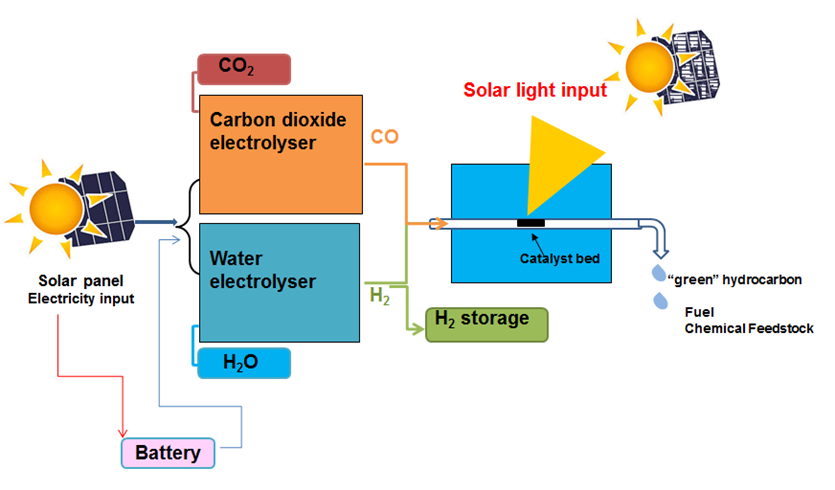 CO₂
Solar light input
Carbon dioxide
electrolyser
CO
Water
electrolyser
Catalyst bed
Solar panel
Electricity input
H₂
"green" hydrocarbon
Fuel
Chemical Feedstock
H₂ storage
H₂O
Battery